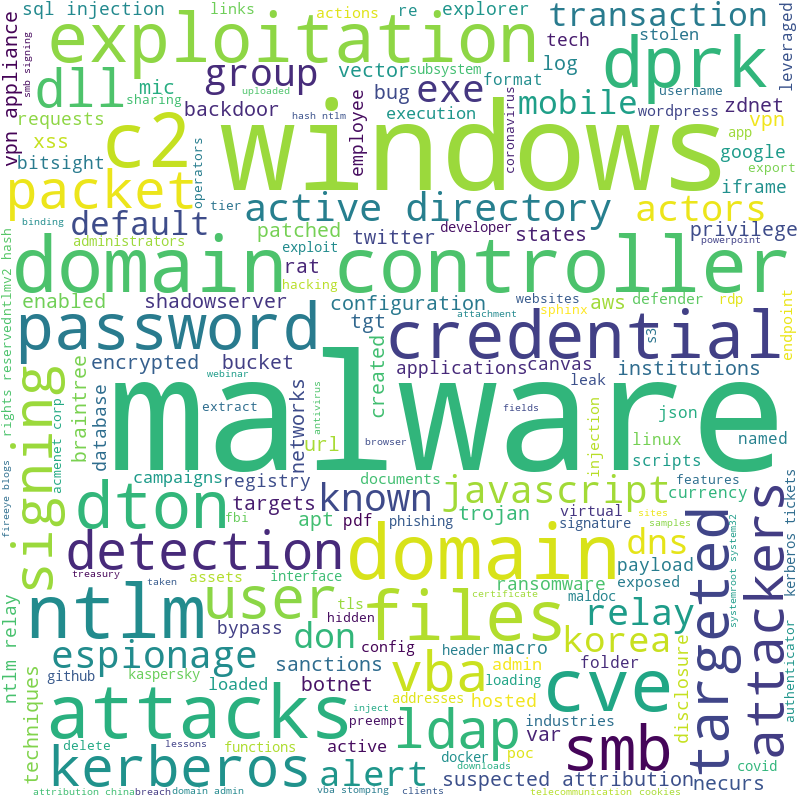 sql injection
links
actions
re
explorer
transaction
leveraged
smb signing
exploitation
tech
stolen
dprk
vpn appliance
dll
group
vector
subsystem
log
format
username
sharing
mic
uploaded
exe
bug
mobile
wordpress
zdnet
requests
backdoor
hash ntlm
employee
execution
coronavirus
app
vpn
xss
c2
windows
google
export
bitsight
operators
iframe
packet
tier
active directory
actors
binding
default
patched
twitter
developer
states
privilege
administrators
exploit
powerpoint
domain controller
rat
hacking
enabled
shadowserver
configuration
websites
aws
defender
rdp
endpoint
rights reservedntlmv2 hash
password
tgt
attachment
sphinx
s3
credential
encrypted
bucket
created
applications
canvas
institutions
webinar
leak
signing
braintree
database
acmenet corp
extract
networks
antivirus
malware
fields
json
url
browser
injection
linux
named
fireeye blogs
campaigns
registry
documents
scripts
features
dton
targets
known
javascript
currency
fbi
apt
pdf
phishing
trojan
virtual
signature
sites
samples
detection
domain
dns
targeted
attackers
kerberos tickets
systemroot system32
treasury
taken
assets
interface
ransomware
payload
exposed
ntlm
user
tls
hidden
files
certificate
maldoc
relay
authenticator
ntlm relay
bypass
don
config
header
macro
korea
espionage
sanctions
vba
admin
folder
disclosure
techniques
github
kaspersky
loaded
botnet
addresses
hosted
loading
cve
attacks
inject
preempt
var
industries
delete
lessons
functions
active
ldap
docker
poc
smb
covid
kerberos
alert
downloads
suspected attribution
necurs
attribution china
breach
domain admin
vba stomping
clients
telecommunication cookies